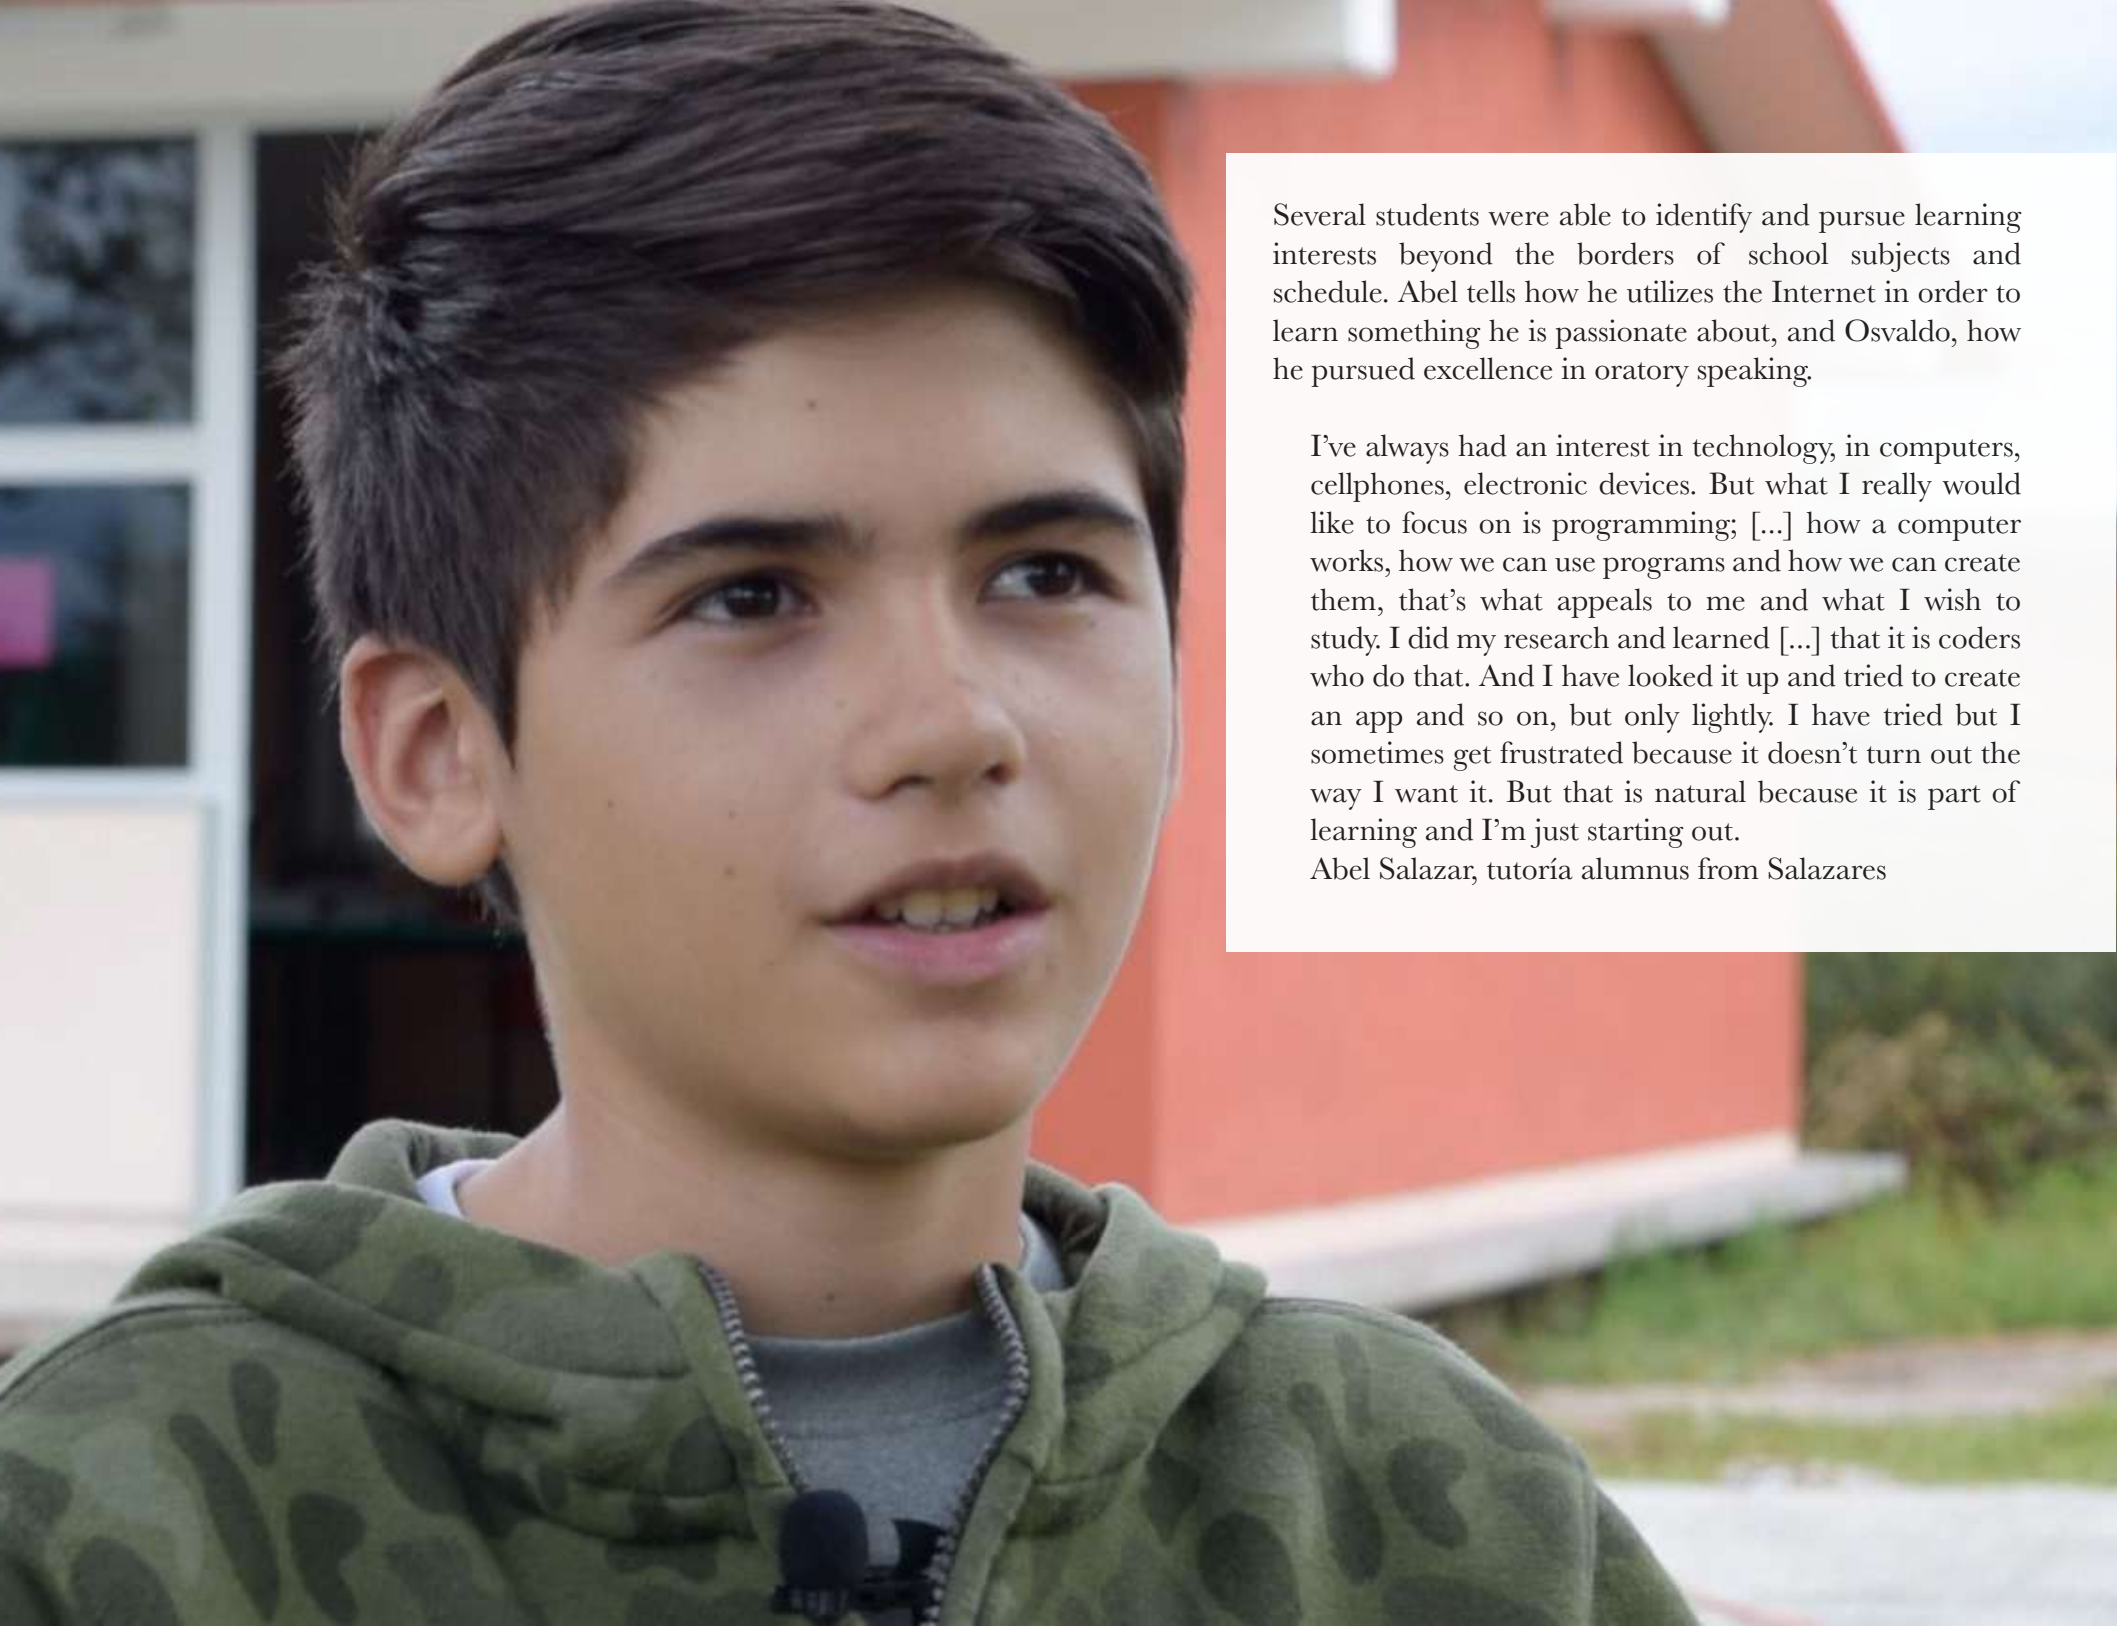 Several students were able to identify and pursue learning
interests beyond the borders of school subjects and
schedule. Abel tells how he utilizes the Internet in order to
learn something he is passionate about, and Osvaldo, how
he pursued excellence in oratory speaking.
I’ve always had an interest in technology, in computers,
cellphones, electronic devices. But what I really would
like to focus on is programming; [...] how a computer
works, how we can use programs and how we can create
them, that’s what appeals to me and what I wish to
study. I did my research and learned [...] that it is coders
who do that. And I have looked it up and tried to create
an app and so on, but only lightly. I have tried but I
sometimes get frustrated because it doesn’t turn out the
way I want it. But that is natural because it is part of
learning and I’m just starting out.
Abel Salazar, tutoría alumnus from Salazares